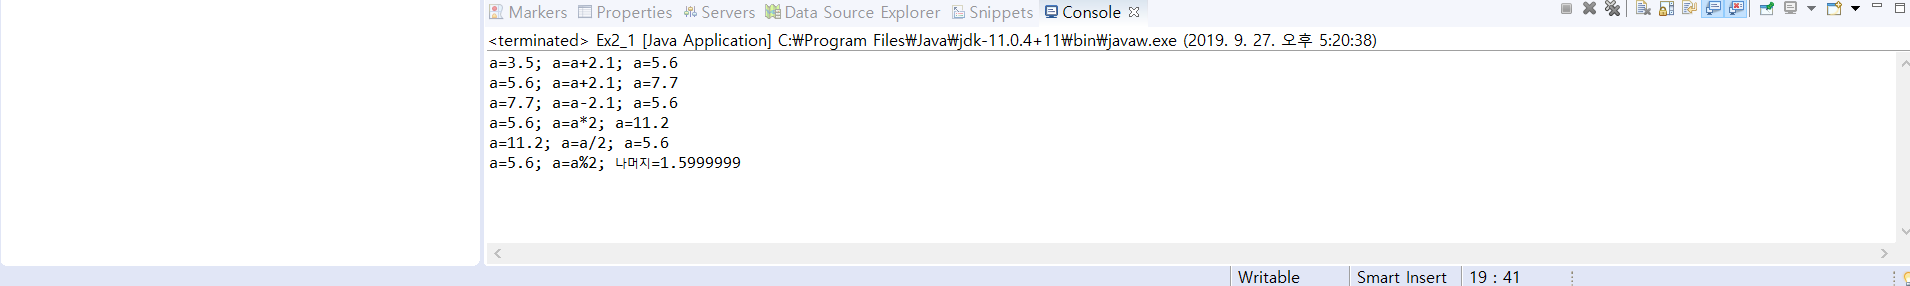 Markers Properties Servers Data Source Explorer Snippets Console
<terminated> Ex2_1 [Java Application] C:₩Program Files₩Java₩jdk-11.0.4+11₩bin₩javaw.exe (2019. 9. 27. 오후 5:20:38)
a=3.5; a=a+2.1; a=5.6
a=5.6; a=a+2.1; a=7.7
a=7.7; a=a-2.1; a=5.6
a=5.6; a=a*2; a=11.2
a=11.2; a=a/2; a=5.6
a=5.6; a=a%2; 나머지=1.5999999
Writable Smart Insert 19 : 41